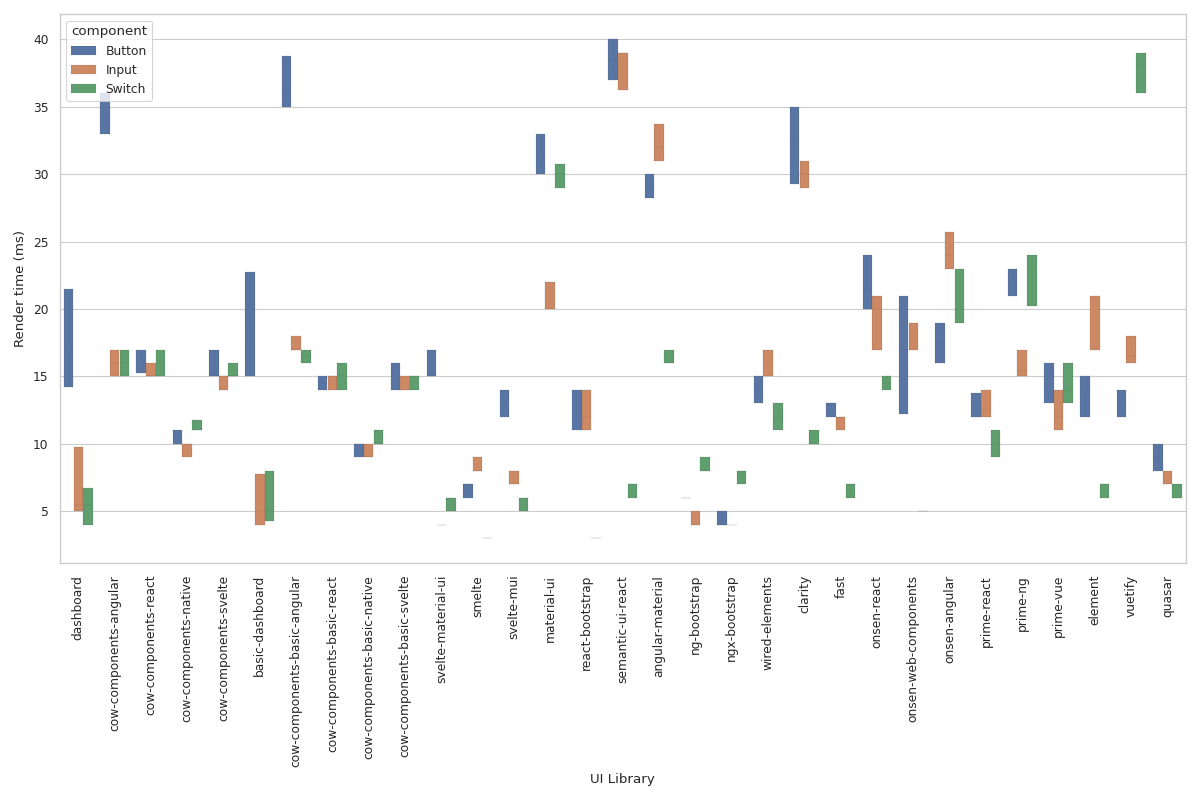 component
Button
Input
Switch
40
35
30
25
20
15
10
5
Render time (ms)
dashboard
cow-components-angular
cow-components-react
cow-components-native
cow-components-svelte
basic-dashboard
cow-components-basic-angular
cow-components-basic-react
cow-components-basic-native
cow-components-basic-svelte
svelte-material-ui
smelte
svelte-mui
material-ui
react-bootstrap
semantic-ui-react
angular-material
ng-bootstrap
ngx-bootstrap
wired-elements
clarity
fast
onsen-react
onsen-web-components
onsen-angular
prime-react
prime-ng
prime-vue
element
vuetify
quasar
UI Library